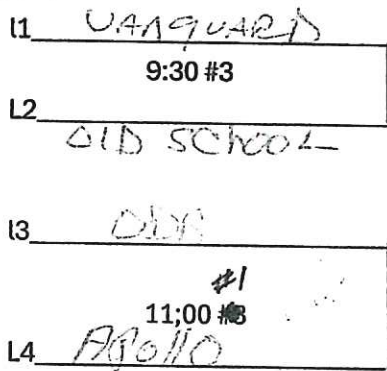 l1 VANGUARD
9:30 #3
L2
OlD SChOOL
l3
#1
11;00 #3
L4 APOllO